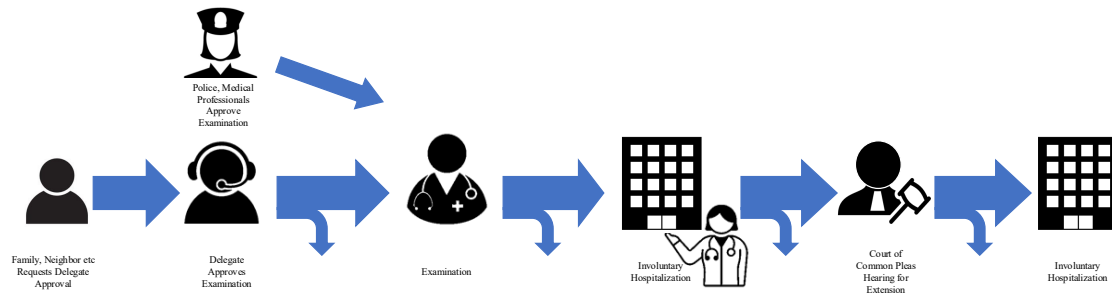 Police, Medical
Professionals
Approve
Examination
Family, Neighbor etc
Requests Delegate
Approval
Delegate
Approves
Examination
Examination
Involuntary
Hospitalization
Court of
Common Pleas
Hearing for
Extension
Involuntary
Hospitalization